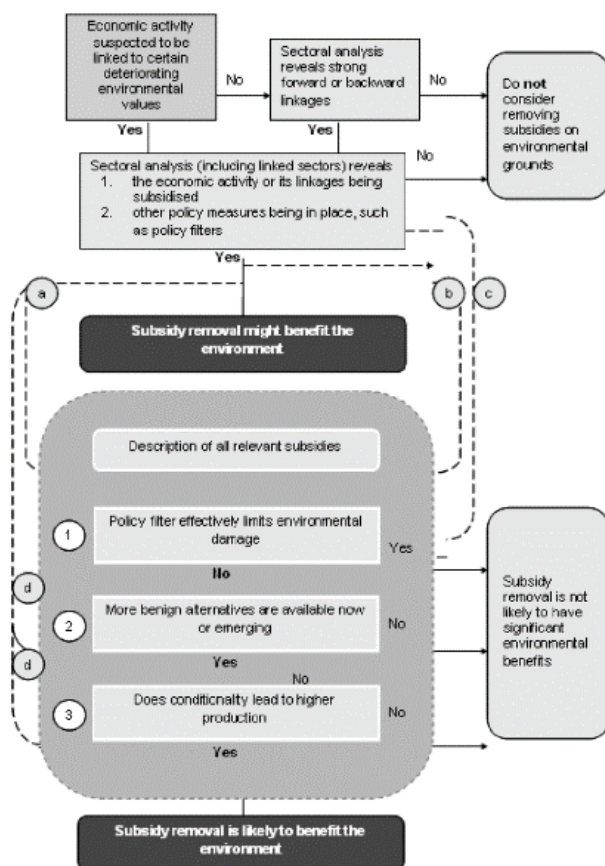 Economic activity
suspected to be
linked to certain
deteriorating
environmental
values
No
Sectoral analysis
reveals strong
forward or backward
linkages
No
Do not
consider
removing
subsidies on
environmental
grounds
Yes
Yes
Sectoral analysis (including linked sectors) reveals
1. the economic activity or its linkages being
subsidised
2. other policy measures being in place, such
as policy filters
No
Yes
a
b
c
Subsidy removal might benefit the
environment
Description of all relevant subsidies
1
Policy filter effectively limits environmental
damage
Yes
No
d
2
More benign alternatives are available now
or emerging
No
Yes
d
No
3
Does conditionality lead to higher
production
No
Yes
Subsidy
removal is not
likely to have
significant
environmental
benefits
Subsidy removal is likely to benefit the
environment